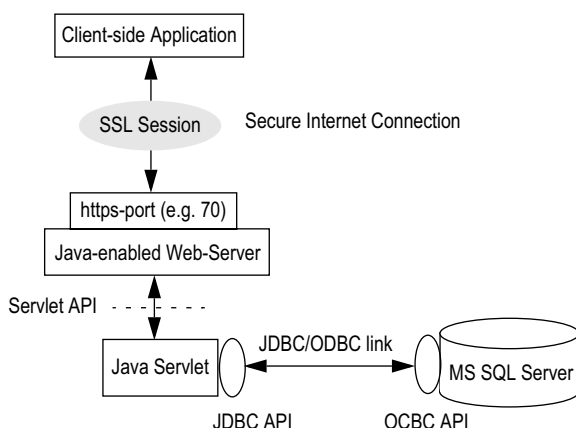 Client-side Application
SSL Session
Secure Internet Connection
https-port (e.g. 70)
Java-enabled Web-Server
Servlet API
JDBC/ODBC link
Java Servlet
MS SQL Server
JDBC API
OCBC API